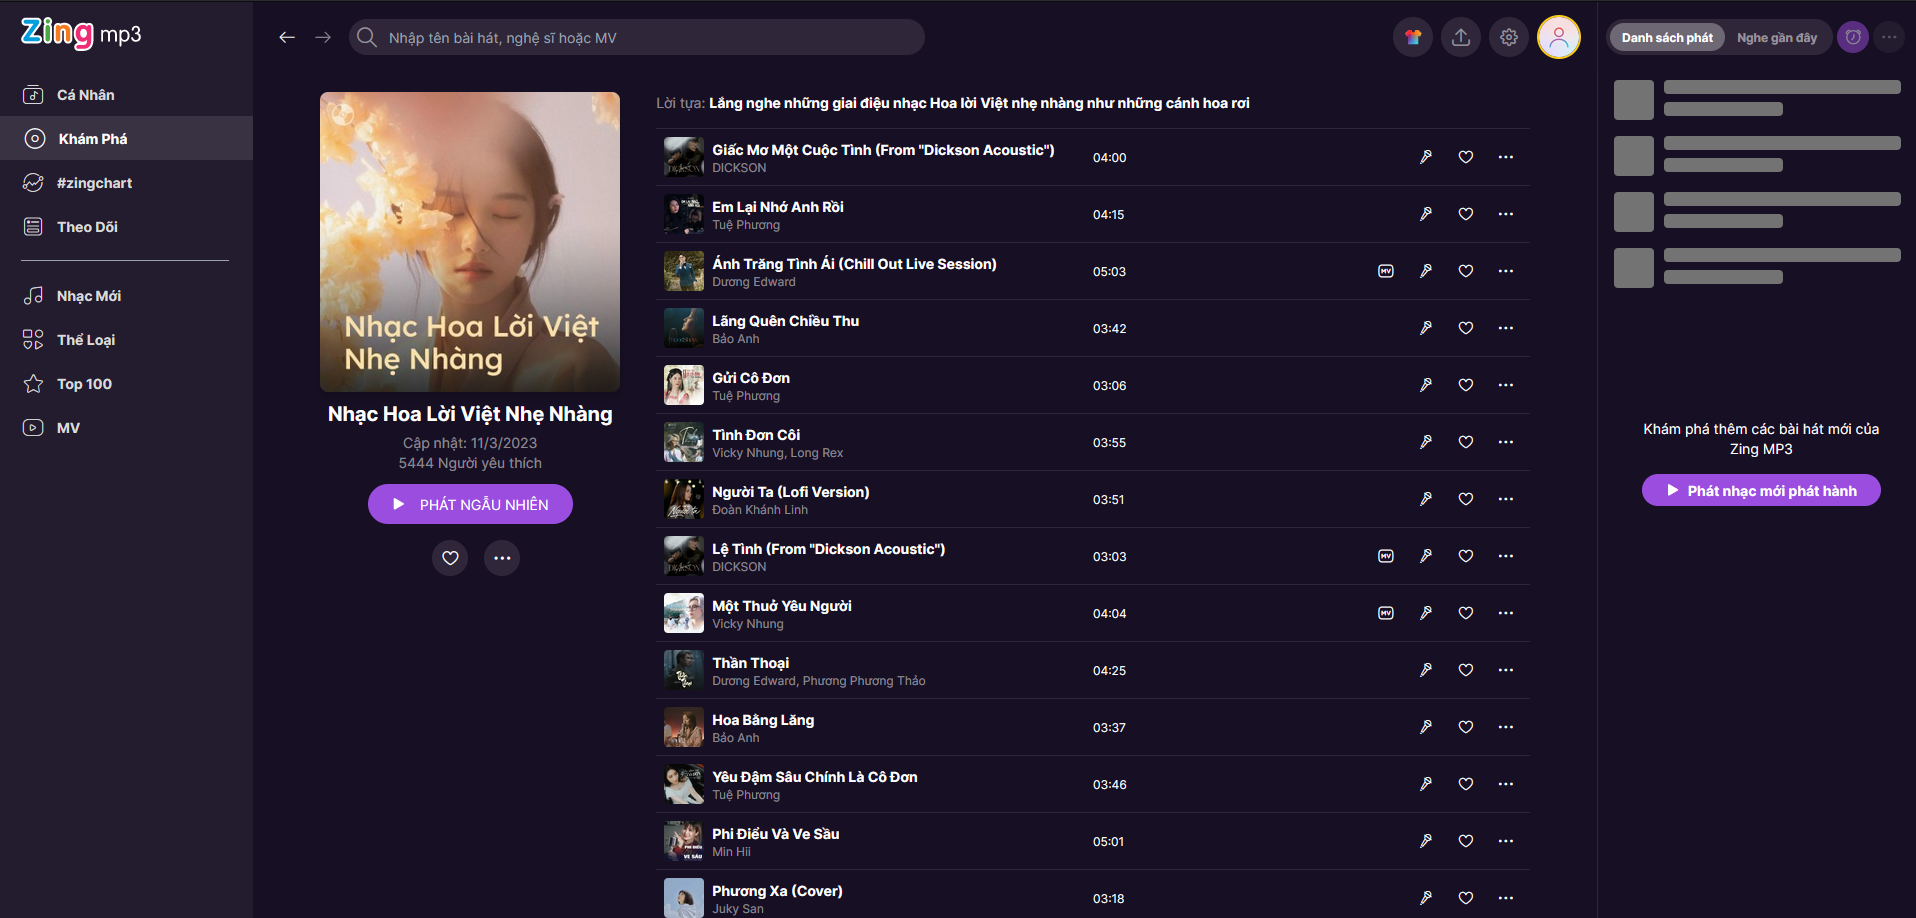 Zing mp3
Cá Nhân
Khám Phá
#zingchart
Theo Dõi
Nhạc Mới
Thể Loại
Top 100
MV
Nhập tên bài hát, nghệ sĩ hoặc MV
Nhạc Hoa Lời Việt
Nhẹ Nhàng
Nhạc Hoa Lời Việt Nhẹ Nhàng
Cập nhật: 11/3/2023
5444 Người yêu thích
PHÁT NGẪU NHIÊN
Lời tựa: Lắng nghe những giai điệu nhạc Hoa lời Việt nhẹ nhàng như những cánh hoa rơi
Giấc Mơ Một Cuộc Tình (From "Dickson Acoustic")
DICKSON
04:00
Em Lại Nhớ Anh Rồi
Tuệ Phương
04:15
Ánh Trăng Tình Ái (Chill Out Live Session)
Dương Edward
05:03
MV
Lãng Quên Chiều Thu
Bảo Anh
03:42
Gửi Cô Đơn
Tuệ Phương
03:06
Tình Đơn Côi
Vicky Nhung, Long Rex
03:55
Người Ta (Lofi Version)
Đoàn Khánh Linh
03:51
Lệ Tình (From "Dickson Acoustic")
DICKSON
03:03
MV
Một Thuở Yêu Người
Vicky Nhung
04:04
MV
Thần Thoại
Dương Edward, Phương Phương Thảo
04:25
Hoa Bằng Lăng
Bảo Anh
03:37
Yêu Đậm Sâu Chính Là Cô Đơn
Tuệ Phương
03:46
PHI ĐIỂU
VE SẦU
Phi Điểu Và Ve Sầu
Min Hii
05:01
Phương Xa (Cover)
Juky San
03:18
Danh sách phát
Nghe gần đây
Khám phá thêm các bài hát mới của
Zing MP3
Phát nhạc mới phát hành